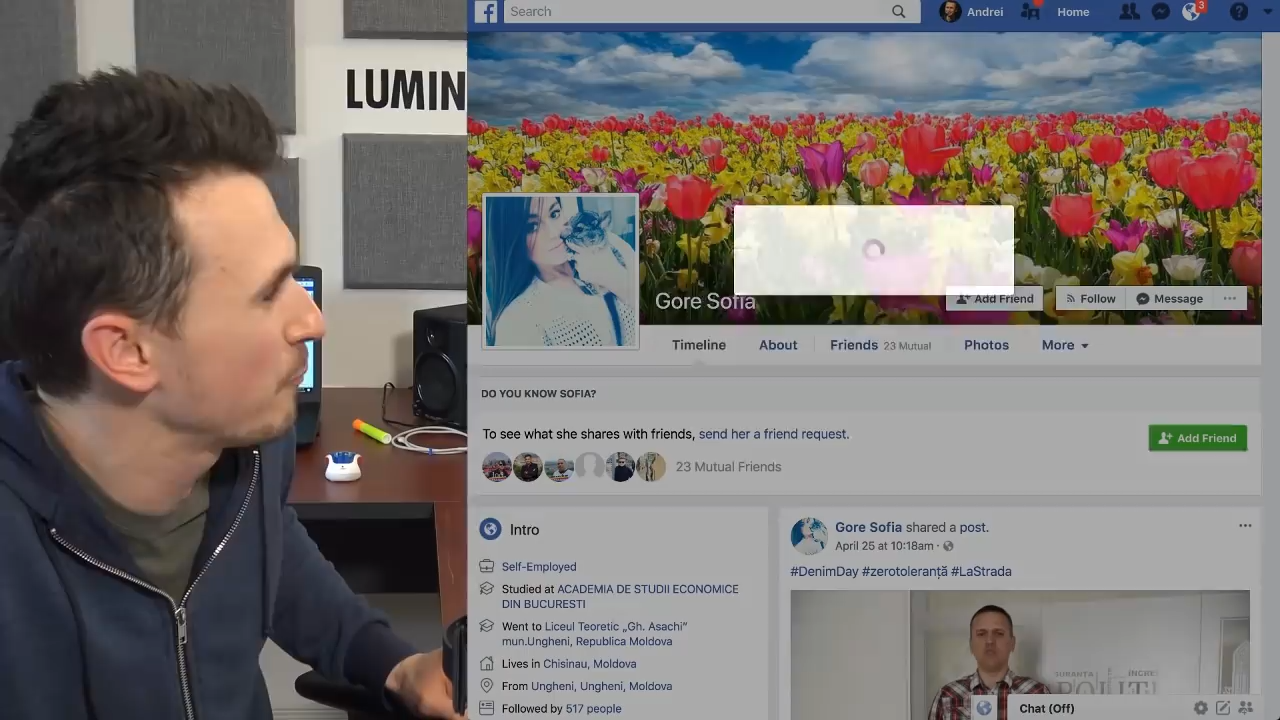 LUMIN
f Search
Andrei
Home
3
?
Gore Sofia
Add Friend
Follow
Message
Timeline
About
Friends 23 Mutual
Photos
More
DO YOU KNOW SOFIA?
To see what she shares with friends, send her a friend request.
Add Friend
23 Mutual Friends
Intro
Self-Employed
Studied at ACADEMIA DE STUDII ECONOMICE
DIN BUCURESTI
Went to Liceul Teoretic „Gh. Asachi”
mun.Ungheni, Republica Moldova
Lives in Chisinau, Moldova
From Ungheni, Ungheni, Moldova
Followed by 517 people
Gore Sofia shared a post.
April 25 at 10:18am ·
#DenimDay #zerotoleranță #LaStrada
Chat (Off)